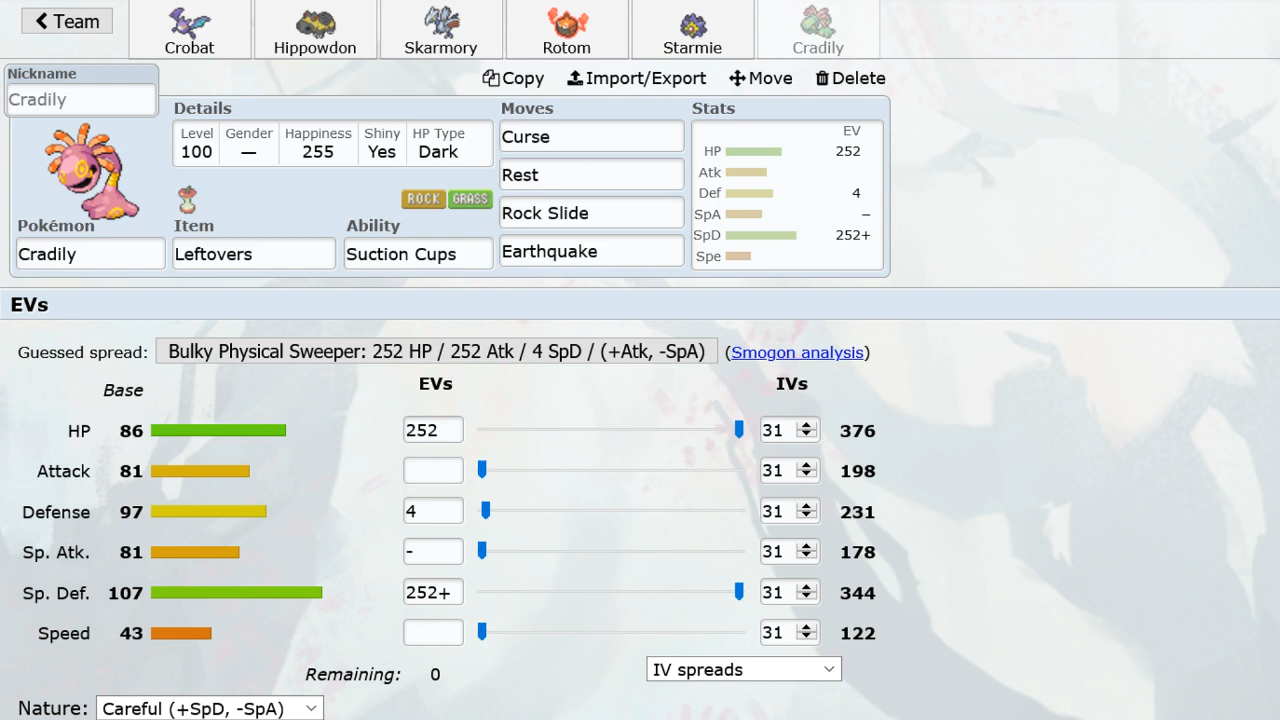 Team
Crobat
Hippowdon
Skarmory
Rotom
Starmie
Cradily
Nickname
Cradily
Copy
Import/Export
Move
Delete
Details
Level
100
Gender
—
Happiness
255
Shiny
Yes
HP Type
Dark
ROCK GRASS
Pokémon
Cradily
Item
Leftovers
Ability
Suction Cups
Moves
Curse
Rest
Rock Slide
Earthquake
Stats
EV
HP 252
Atk
Def 4
SpA –
SpD 252+
Spe
EVs
Guessed spread: Bulky Physical Sweeper: 252 HP / 252 Atk / 4 SpD / (+Atk, -SpA) (Smogon analysis)
Base EVs IVs
HP 86 252 31 376
Attack 81 31 198
Defense 97 4 31 231
Sp. Atk. 81 - 31 178
Sp. Def. 107 252+ 31 344
Speed 43 31 122
Remaining: 0 IV spreads
Nature: Careful (+SpD, -SpA)